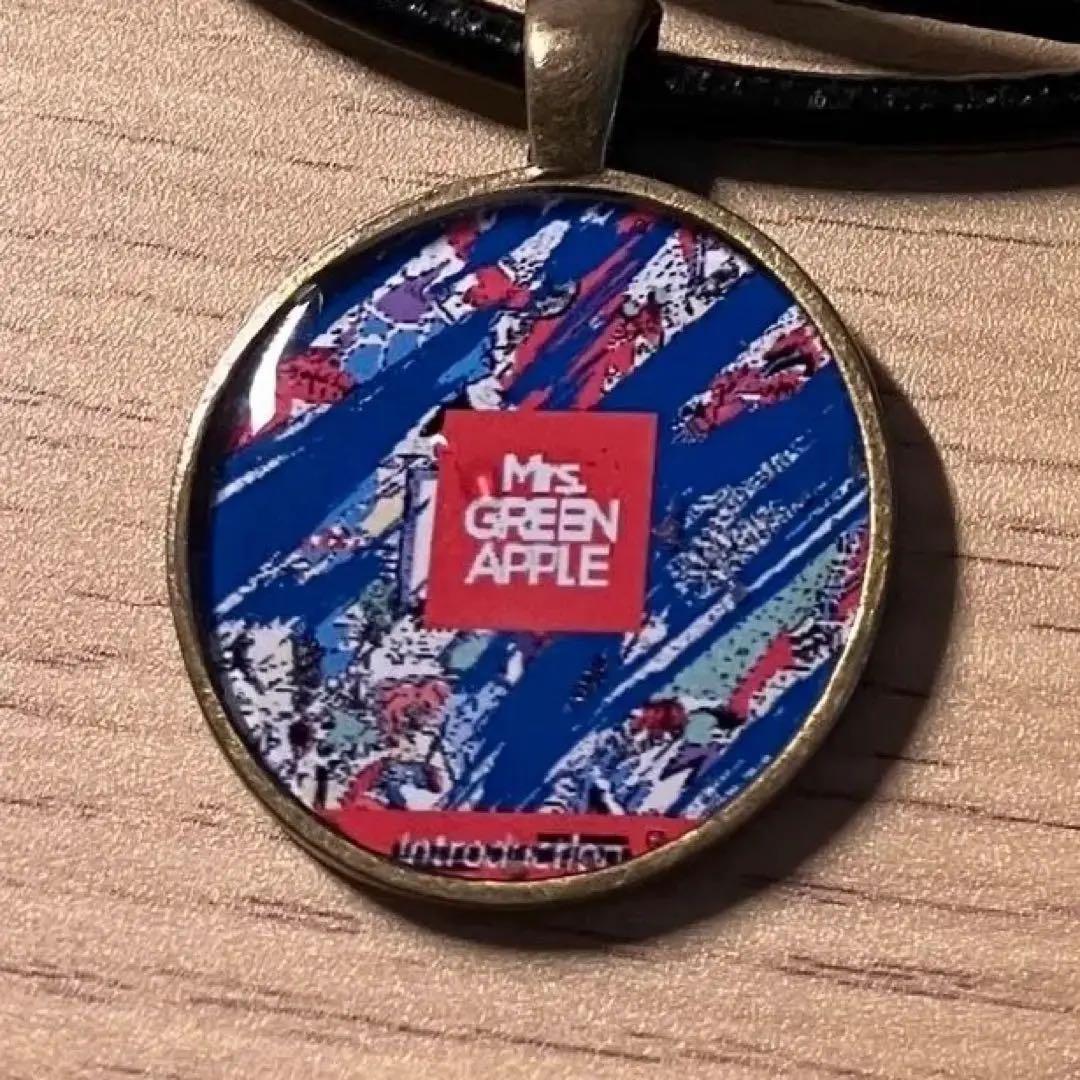 Mrs.
GREEN
APPLE
introduction